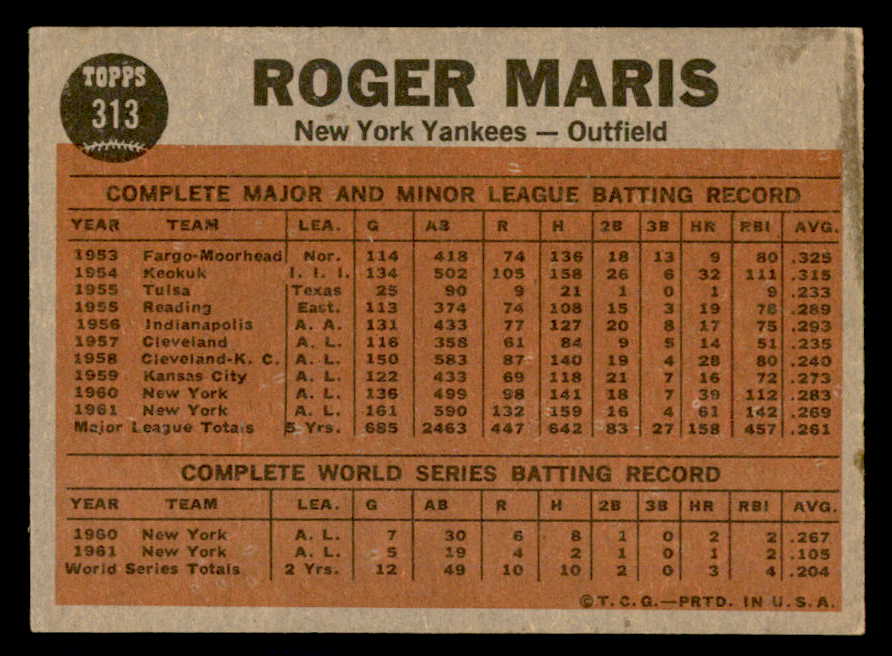 TOPPS
313
ROGER MARIS
New York Yankees — Outfield
COMPLETE MAJOR AND MINOR LEAGUE BATTING RECORD
YEAR TEAM LEA. G AB R H 2B 3B HR RBI AVG.
1953 Fargo-Moorhead Nor. 114 418 74 136 18 13 9 80 .325
1954 Keokuk I. I. I. 134 502 105 158 26 6 32 111 .315
1955 Tulsa Texas 25 90 9 21 1 0 1 9 .233
1955 Reading East. 113 374 74 108 15 3 19 78 .289
1956 Indianapolis A. A. 131 433 77 127 20 8 17 75 .293
1957 Cleveland A. L. 116 358 61 84 9 5 14 51 .235
1958 Cleveland-K. C. A. L. 150 583 87 140 19 4 28 80 .240
1959 Kansas City A. L. 122 433 69 118 21 7 16 72 .273
1960 New York A. L. 136 499 98 141 18 7 39 112 .283
1961 New York A. L. 161 590 132 159 16 4 61 142 .269
Major League Totals 5 Yrs. 685 2463 447 642 83 27 158 457 .261
COMPLETE WORLD SERIES BATTING RECORD
YEAR TEAM LEA. G AB R H 2B 3B HR RBI AVG.
1960 New York A. L. 7 30 6 8 1 0 2 2 .267
1961 New York A. L. 5 19 4 2 1 0 1 2 .105
World Series Totals 2 Yrs. 12 49 10 10 2 0 3 4 .204
©T.C.G.—PRTD. IN U.S.A.